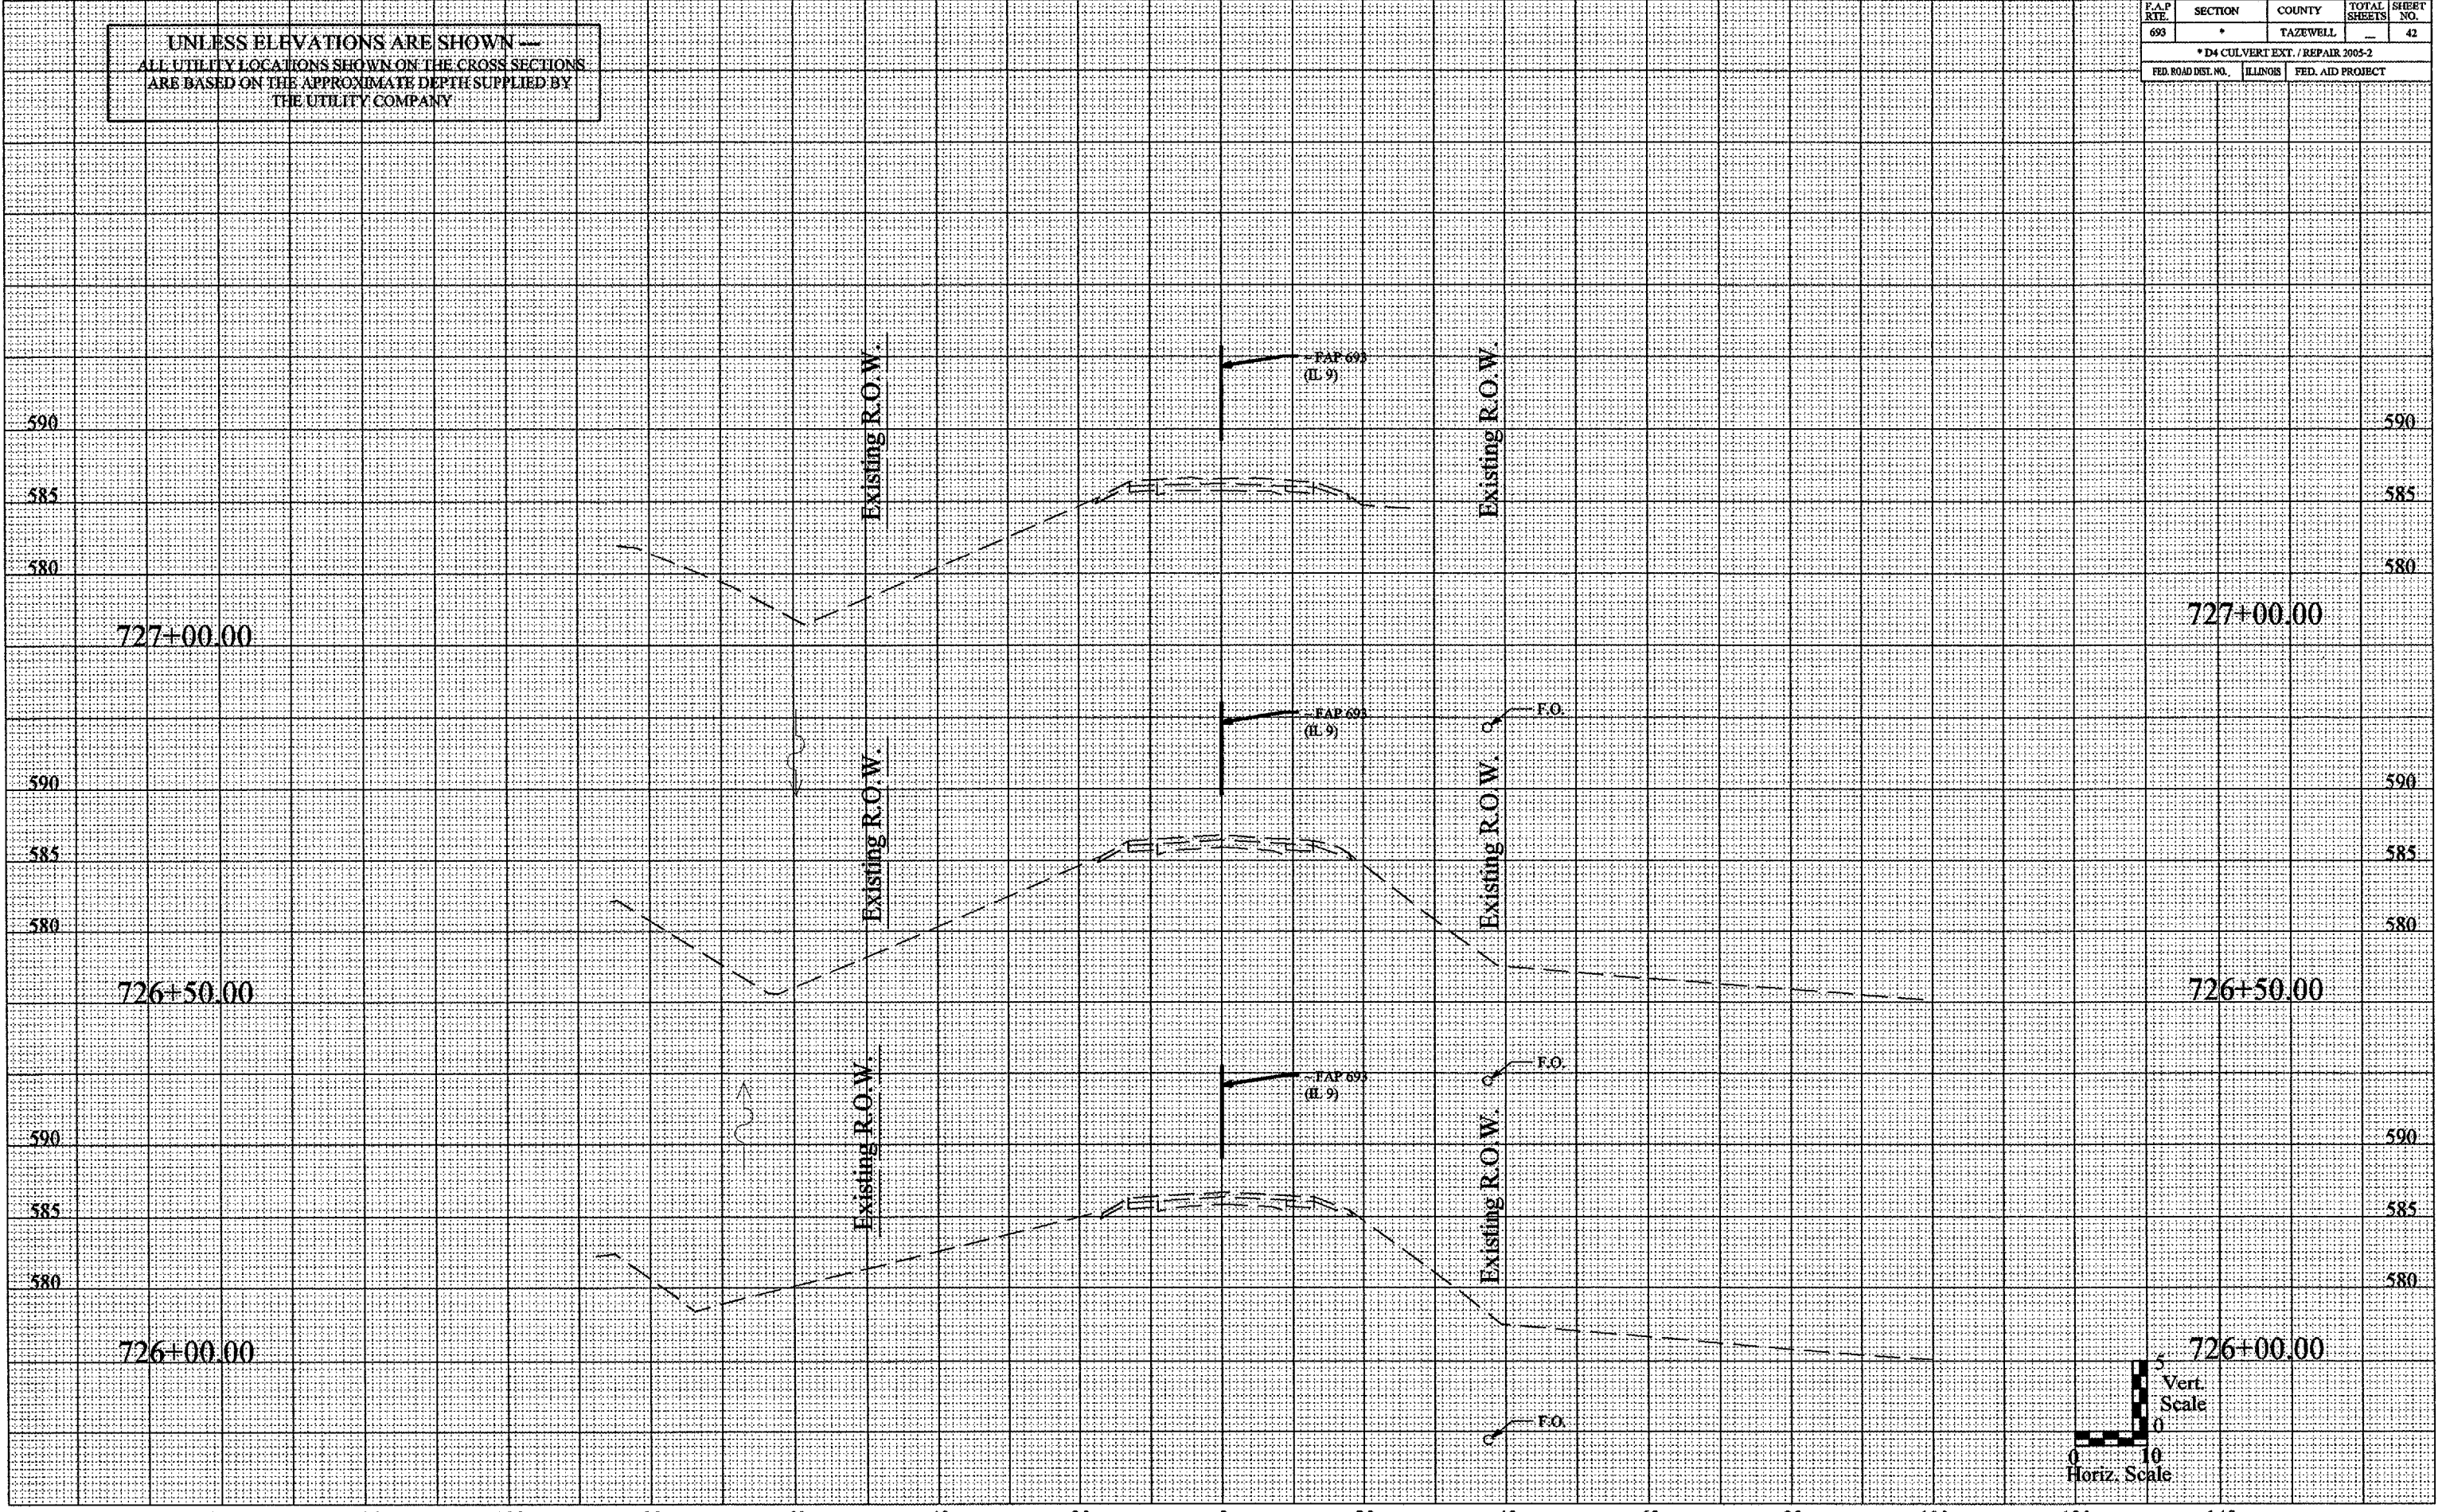 UNLESS ELEVATIONS ARE SHOWN ---
ALL UTILITY LOCATIONS SHOWN ON THE CROSS SECTIONS
ARE BASED ON THE APPROXIMATE DEPTH SUPPLIED BY
THE UTILITY COMPANY
F.A.P RTE. SECTION COUNTY TOTAL SHEETS SHEET NO.
693 * TAZEWELL __ 42
* D4 CULVERT EXT. / REPAIR 2005-2
FED. ROAD DIST. NO. ILLINOIS FED. AID PROJECT
Existing R.O.W.
~ FAP 693
(IL 9)
Existing R.O.W.
590 590
585 585
580 580
727+00.00 727+00.00
Existing R.O.W.
~ FAP 693
(IL 9)
F.O.
Existing R.O.W.
590 590
585 585
580 580
726+50.00 726+50.00
Existing R.O.W.
~ FAP 693
(IL 9)
F.O.
Existing R.O.W.
590 590
585 585
580 580
726+00.00 726+00.00
F.O.
5
Vert.
Scale
0
0 10
Horiz. Scale